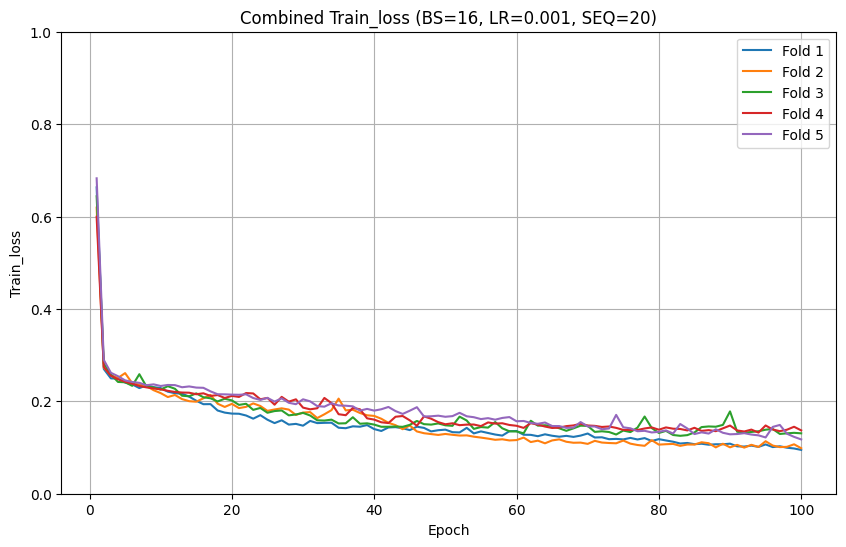 Combined Train_loss (BS=16, LR=0.001, SEQ=20)
Train_loss
1.0
0.8
0.6
0.4
0.2
0.0
0
20
40
60
80
100
Epoch
Fold 1
Fold 2
Fold 3
Fold 4
Fold 5